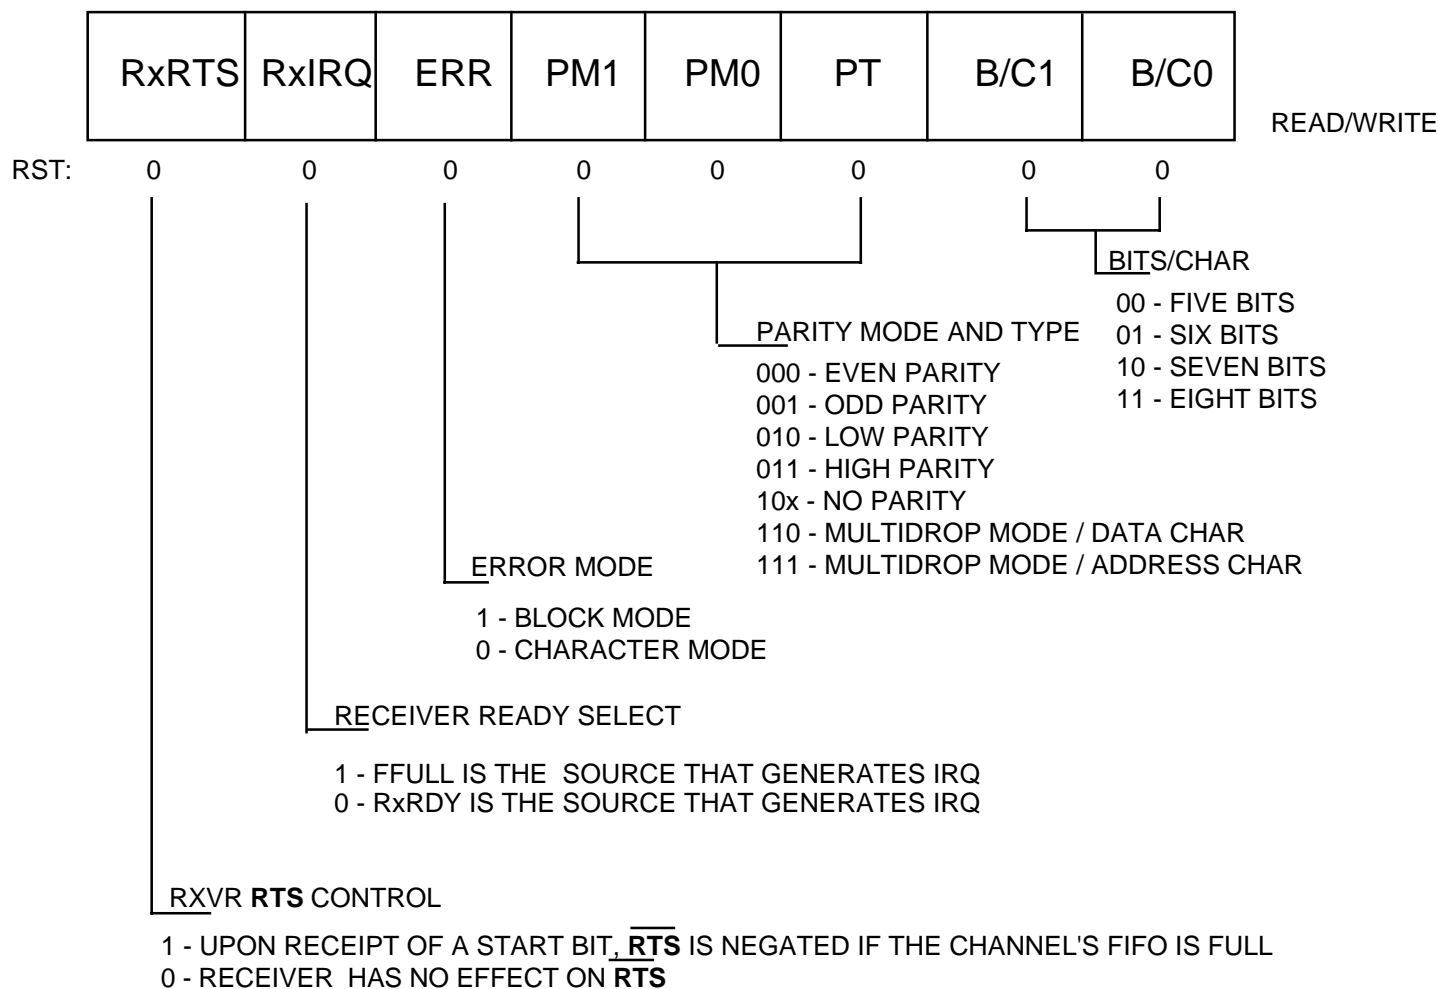 RxRTS RxIRQ ERR PM1 PM0 PT B/C1 B/C0
READ/WRITE
RST: 0 0 0 0 0 0 0 0
BITS/CHAR
00 - FIVE BITS
01 - SIX BITS
10 - SEVEN BITS
11 - EIGHT BITS
PARITY MODE AND TYPE
000 - EVEN PARITY
001 - ODD PARITY
010 - LOW PARITY
011 - HIGH PARITY
10x - NO PARITY
110 - MULTIDROP MODE / DATA CHAR
111 - MULTIDROP MODE / ADDRESS CHAR
ERROR MODE
1 - BLOCK MODE
0 - CHARACTER MODE
RECEIVER READY SELECT
1 - FFULL IS THE SOURCE THAT GENERATES IRQ
0 - RxRDY IS THE SOURCE THAT GENERATES IRQ
RXVR RTS CONTROL
1 - UPON RECEIPT OF A START BIT, RTS IS NEGATED IF THE CHANNEL'S FIFO IS FULL
0 - RECEIVER HAS NO EFFECT ON RTS